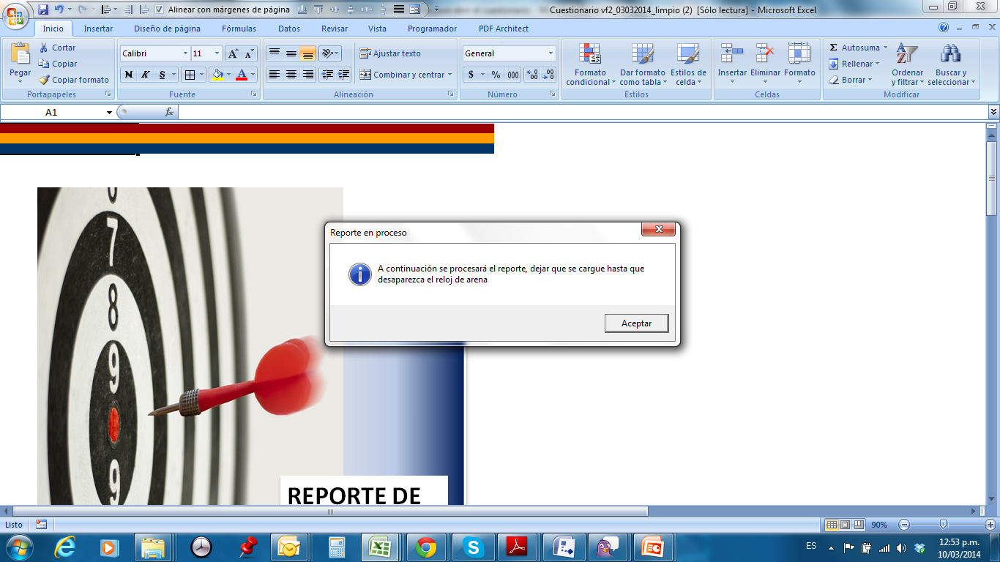 Alinear con márgenes de página
Cuestionario vf2_03032014_limpio (2) [Sólo lectura] - Microsoft Excel
Inicio Insertar Diseño de página Fórmulas Datos Revisar Vista Programador PDF Architect
Pegar
Cortar
Copiar
Copiar formato
Portapapeles
Calibri 11
N K S
A A
Fuente
Ajustar texto
Combinar y centrar
Alineación
General
$ % 000
Número
Formato condicional
Dar formato como tabla
Estilos de celda
Estilos
Insertar Eliminar Formato
Celdas
Σ Autosuma
Rellenar
Borrar
Ordenar y filtrar
Buscar y seleccionar
Modificar
A1 fx
7
8
9
9
Reporte en proceso
A continuación se procesará el reporte, dejar que se cargue hasta que
desaparezca el reloj de arena
Aceptar
REPORTE DE
Listo 90%
ES 12:53 p.m.
10/03/2014